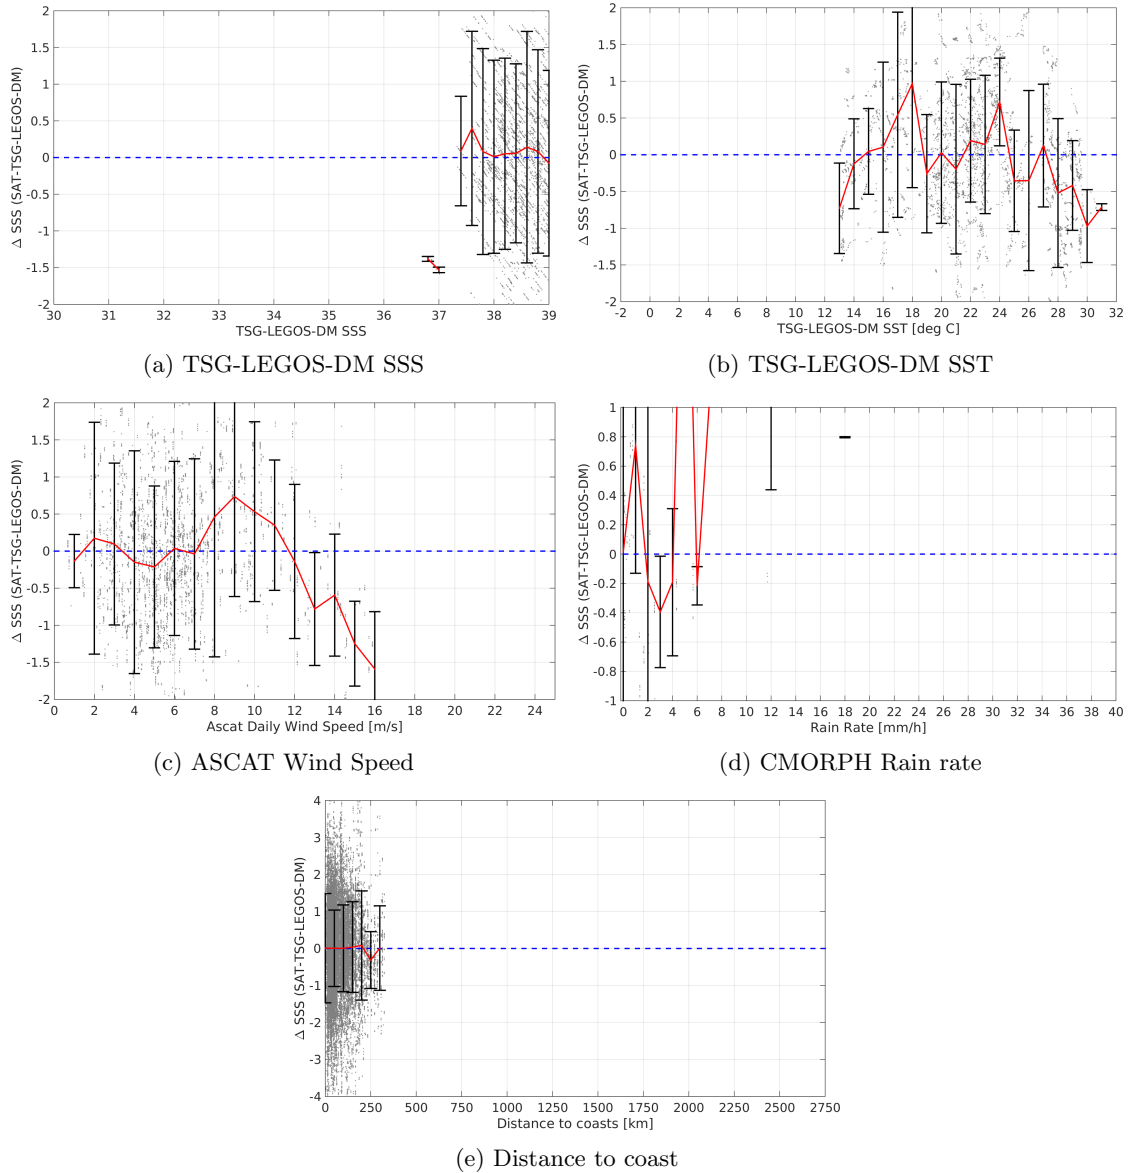 2
1.5
1
0.5
0
-0.5
-1
-1.5
-2
Δ SSS (SAT-TSG-LEGOS-DM)
30 31 32 33 34 35 36 37 38 39
TSG-LEGOS-DM SSS
(a) TSG-LEGOS-DM SSS
2
1.5
1
0.5
0
-0.5
-1
-1.5
-2
Δ SSS (SAT-TSG-LEGOS-DM)
-2 0 2 4 6 8 10 12 14 16 18 20 22 24 26 28 30 32
TSG-LEGOS-DM SST [deg C]
(b) TSG-LEGOS-DM SST
2
1.5
1
0.5
0
-0.5
-1
-1.5
-2
Δ SSS (SAT-TSG-LEGOS-DM)
0 2 4 6 8 10 12 14 16 18 20 22 24
Ascat Daily Wind Speed [m/s]
(c) ASCAT Wind Speed
1
0.8
0.6
0.4
0.2
0
-0.2
-0.4
-0.6
-0.8
-1
Δ SSS (SAT-TSG-LEGOS-DM)
0 2 4 6 8 10 12 14 16 18 20 22 24 26 28 30 32 34 36 38 40
Rain Rate [mm/h]
(d) CMORPH Rain rate
4
3
2
1
0
-1
-2
-3
-4
Δ SSS (SAT-TSG-LEGOS-DM)
0 250 500 750 1000 1250 1500 1750 2000 2250 2500 2750
Distance to coasts [km]
(e) Distance to coast